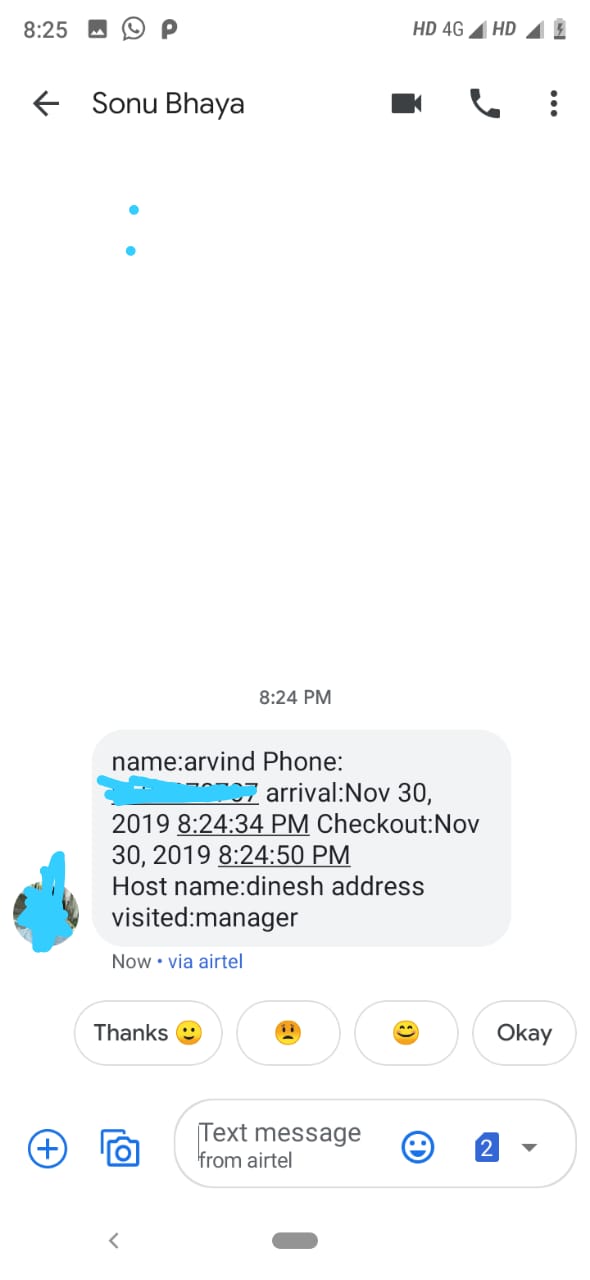 8:25 HD 4G HD
Sonu Bhaya
8:24 PM
name:arvind Phone:
arrival:Nov 30,
2019 8:24:34 PM Checkout:Nov
30, 2019 8:24:50 PM
Host name:dinesh address
visited:manager
Now • via airtel
Thanks 🙂 😟 😊 Okay
Text message
from airtel
2